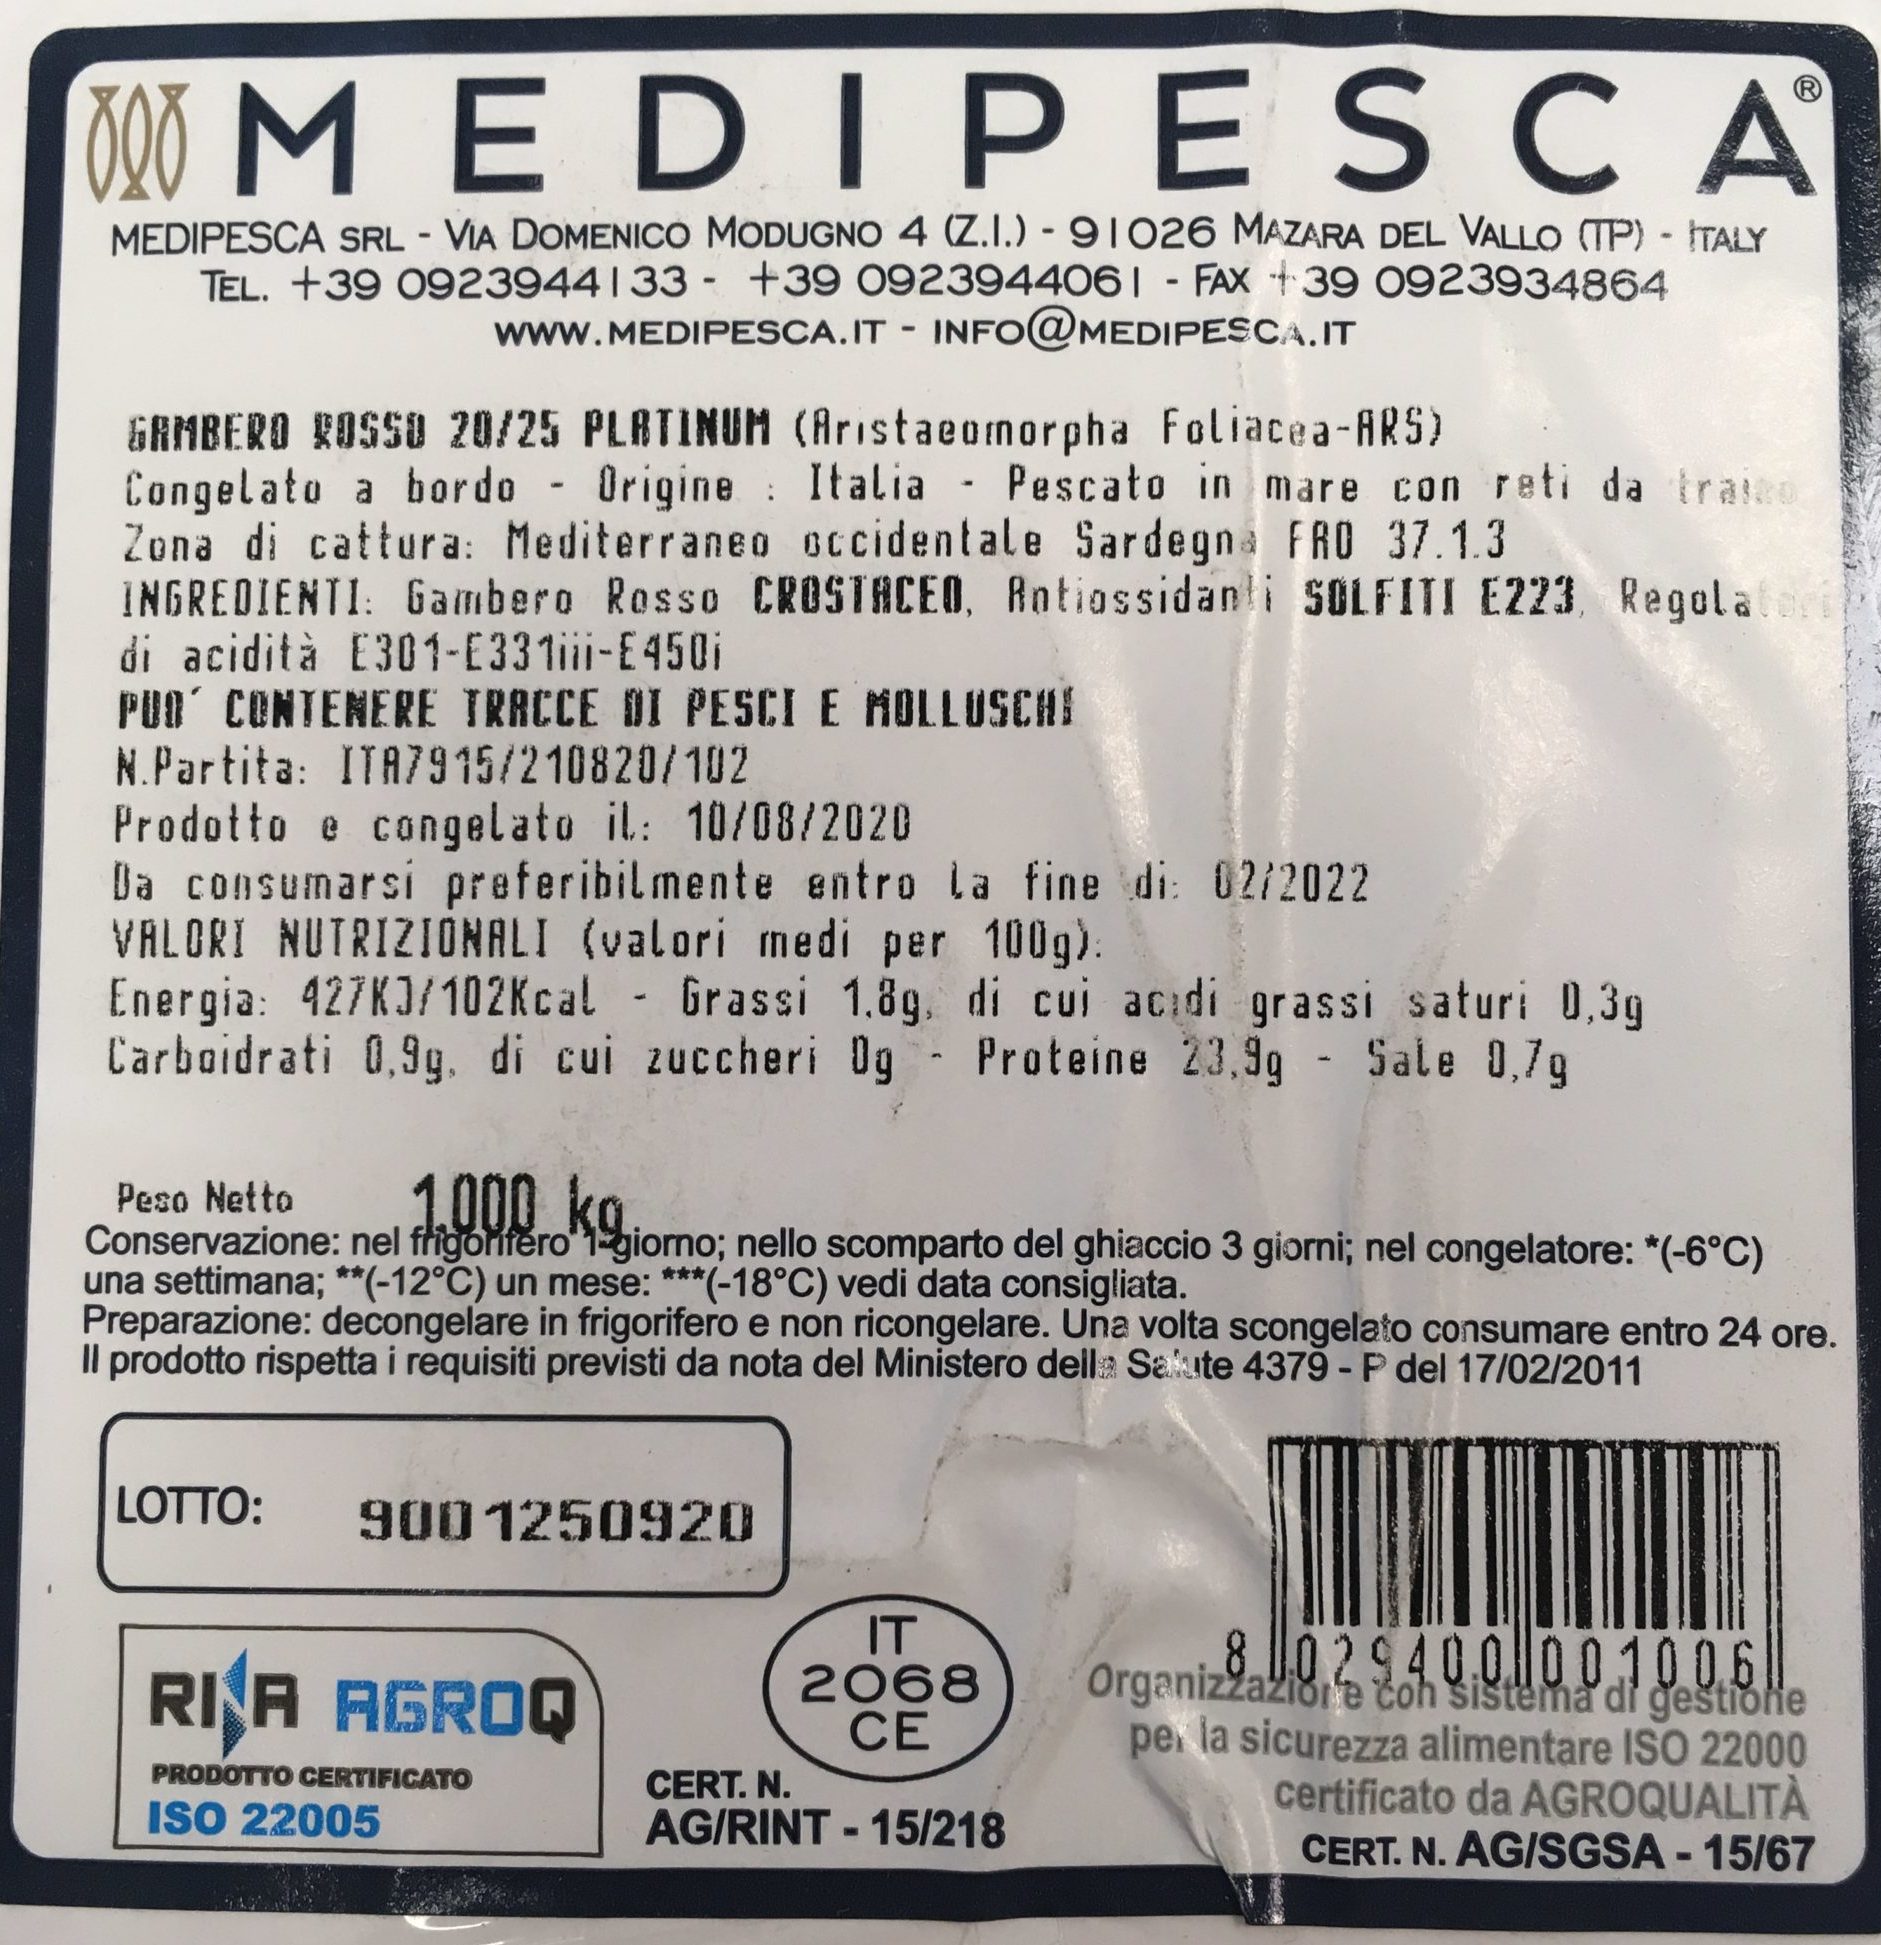 MEDIPESCA®
MEDIPESCA SRL - VIA DOMENICO MODUGNO 4 (Z.I.) - 91026 MAZARA DEL VALLO (TP) - ITALY
TEL. +39 0923944133 - +39 0923944061 - FAX +39 0923934864
WWW.MEDIPESCA.IT - INFO@MEDIPESCA.IT
GAMBERO ROSSO 20/25 PLATINUM (Aristaeomorpha Foliacea-ARS)
Congelato a bordo - Origine : Italia - Pescato in mare con reti da traino
Zona di cattura: Mediterraneo occidentale Sardegna FAO 37.1.3
INGREDIENTI: Gambero Rosso CROSTACEO, Antiossidanti SOLFITI E223, Regolatori
di acidità E301-E331iii-E450i
PUO' CONTENERE TRACCE DI PESCI E MOLLUSCHI
N.Partita: ITA7915/210820/102
Prodotto e congelato il: 10/08/2020
Da consumarsi preferibilmente entro la fine di: 02/2022
VALORI NUTRIZIONALI (valori medi per 100g):
Energia: 427KJ/102Kcal - Grassi 1,8g, di cui acidi grassi saturi 0,3g
Carboidrati 0,9g, di cui zuccheri 0g - Proteine 23,9g - Sale 0,7g
Peso Netto 1,000 kg
Conservazione: nel frigorifero 1 giorno; nello scomparto del ghiaccio 3 giorni; nel congelatore: *(-6°C)
una settimana; **(-12°C) un mese: ***(-18°C) vedi data consigliata.
Preparazione: decongelare in frigorifero e non ricongelare. Una volta scongelato consumare entro 24 ore.
Il prodotto rispetta i requisiti previsti da nota del Ministero della Salute 4379 - P del 17/02/2011
LOTTO: 9001250920
8 029400 001006
RINA AGROQ
PRODOTTO CERTIFICATO
ISO 22005
IT
2068
CE
CERT. N.
AG/RINT - 15/218
Organizzazione con sistema di gestione
per la sicurezza alimentare ISO 22000
certificato da AGROQUALITÀ
CERT. N. AG/SGSA - 15/67